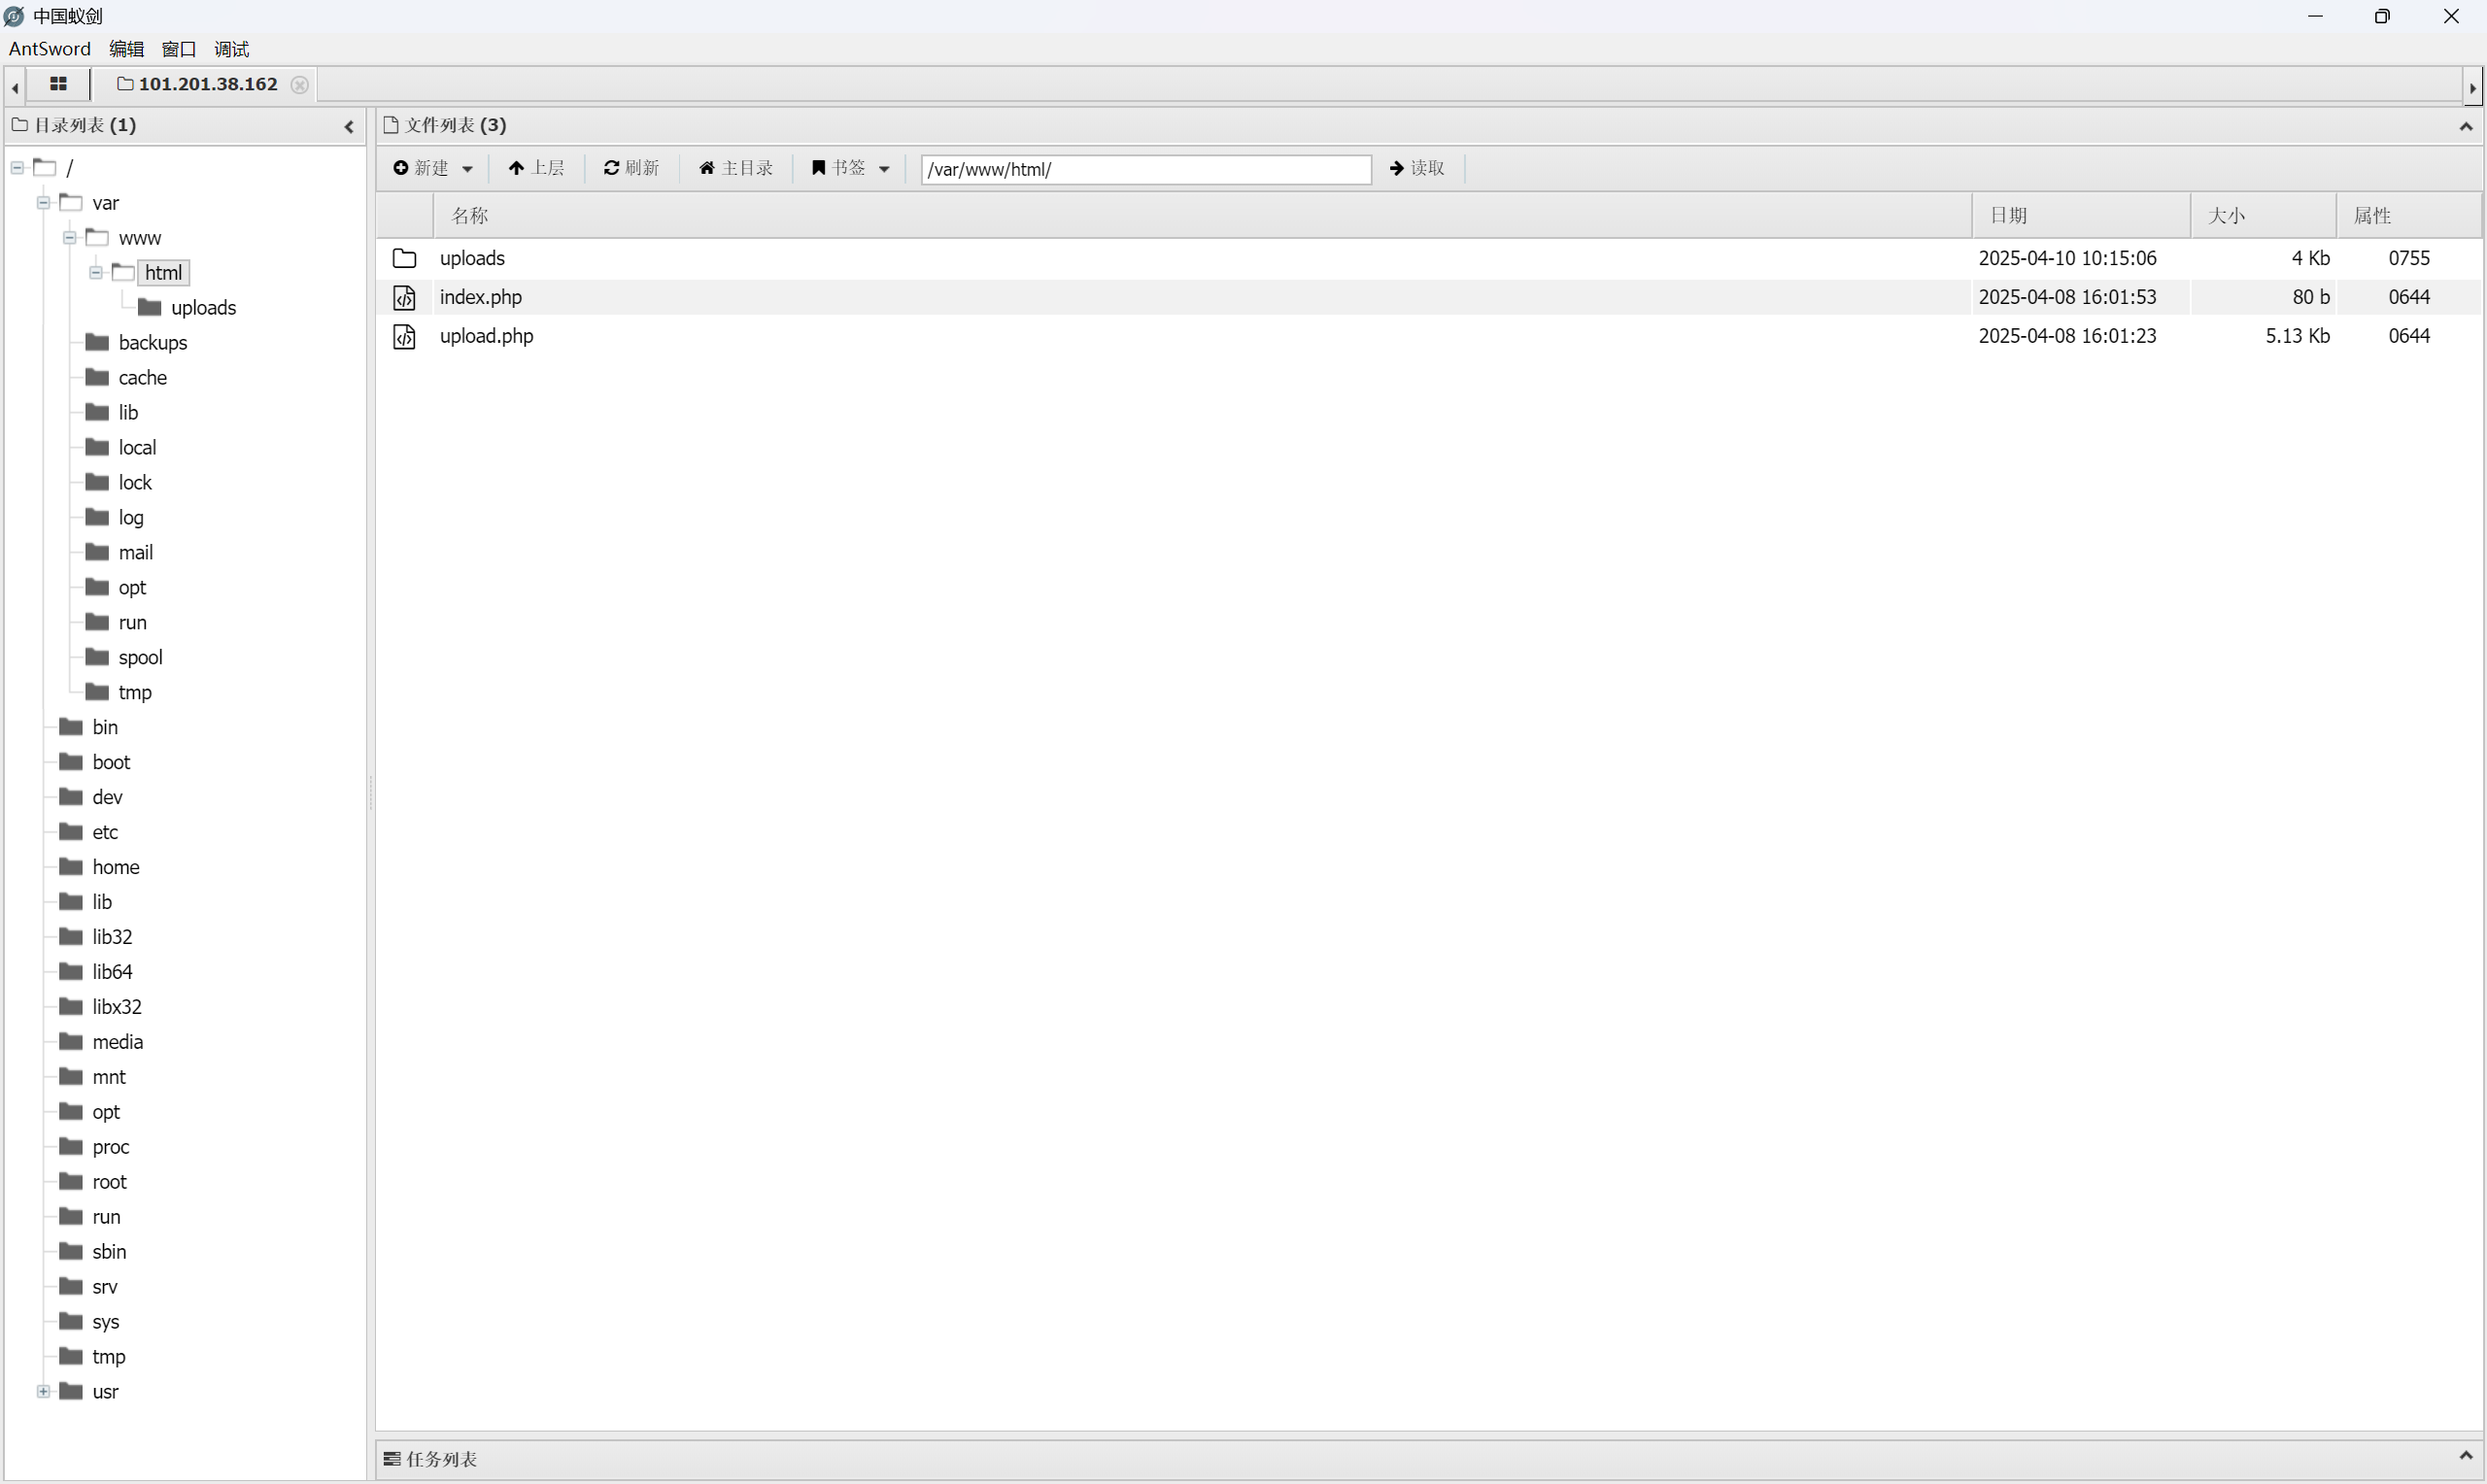 中国蚁剑
AntSword 编辑 窗口 调试
101.201.38.162
目录列表 (1)
文件列表 (3)
新建 上层 刷新 主目录 书签 /var/www/html/ 读取
名称 日期 大小 属性
uploads 2025-04-10 10:15:06 4 Kb 0755
index.php 2025-04-08 16:01:53 80 b 0644
upload.php 2025-04-08 16:01:23 5.13 Kb 0644
/
var
www
html
uploads
backups
cache
lib
local
lock
log
mail
opt
run
spool
tmp
bin
boot
dev
etc
home
lib
lib32
lib64
libx32
media
mnt
opt
proc
root
run
sbin
srv
sys
tmp
usr
任务列表